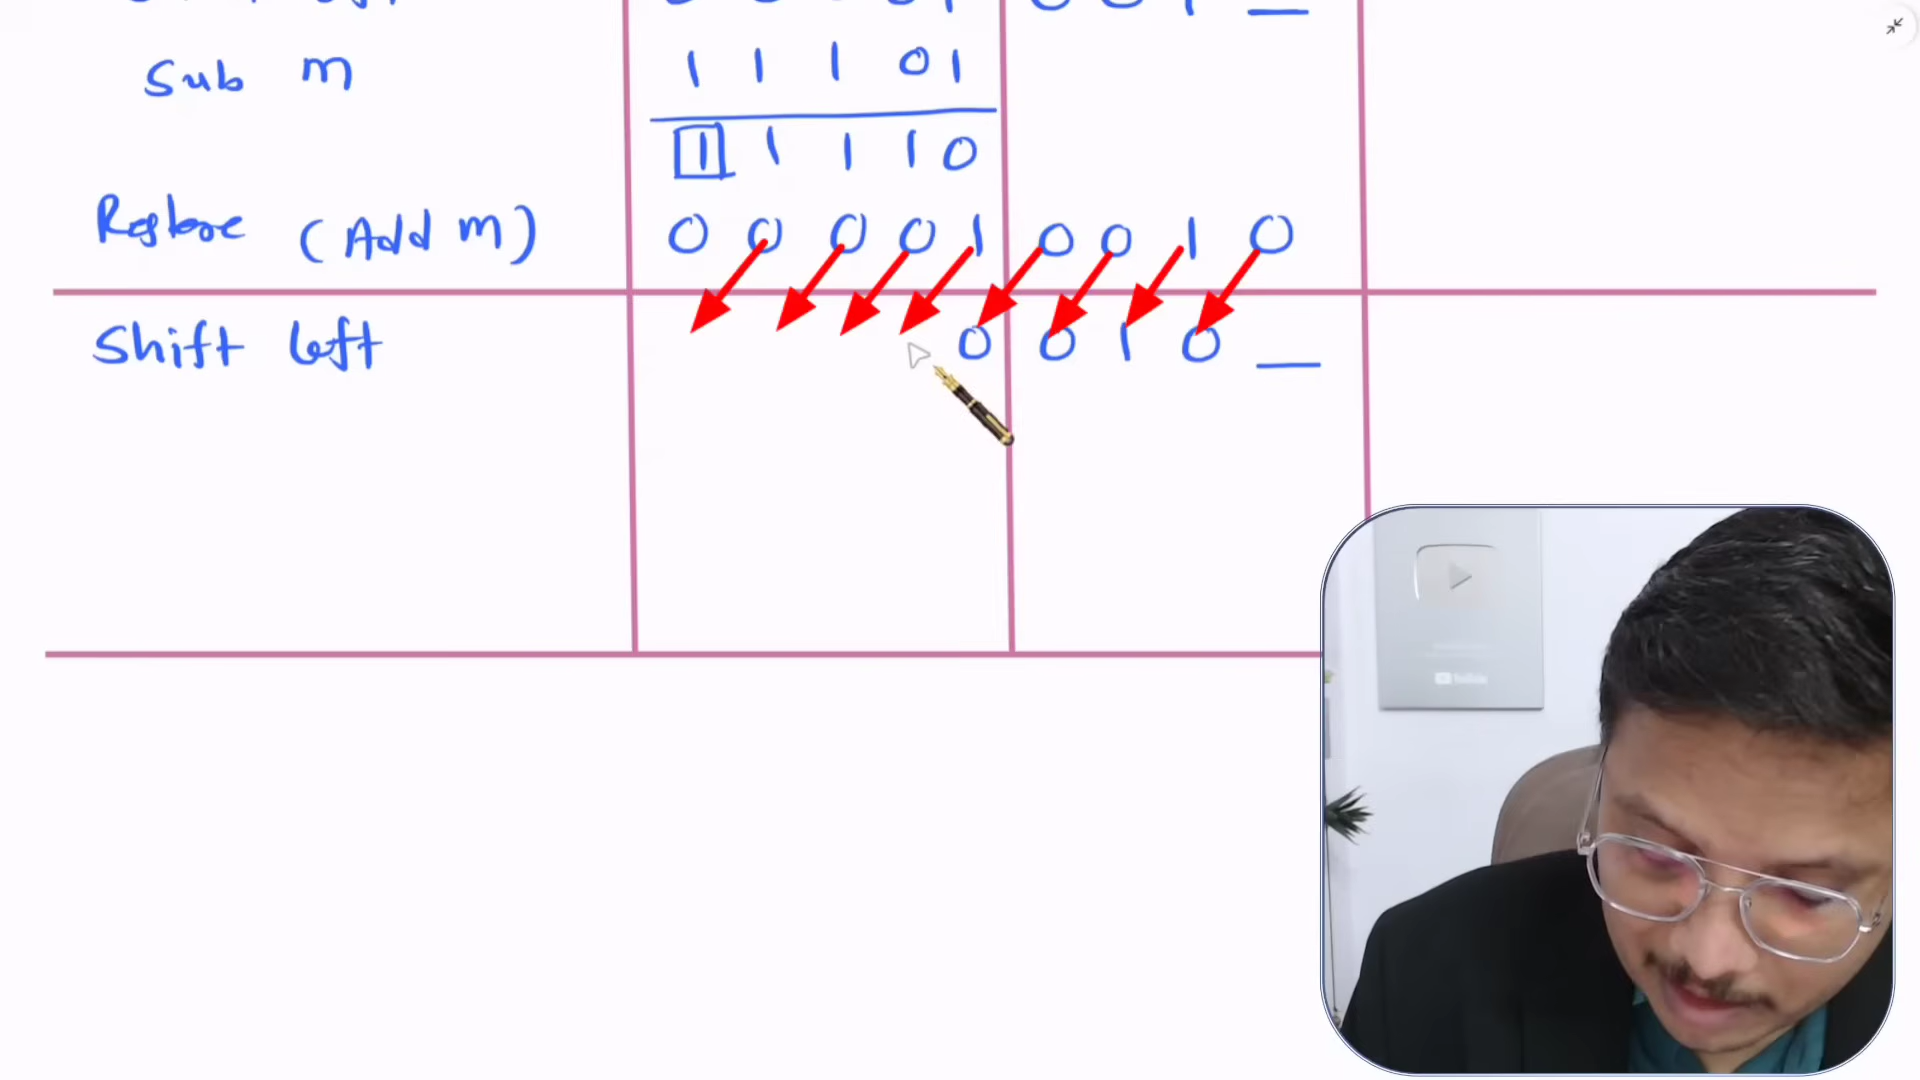 Sub m 1 1 1 0 1
1 1 1 1 0
Restore (Add m) 0 0 0 0 1 0 0 1 0
Shift left 0 0 1 0 _
YouTube